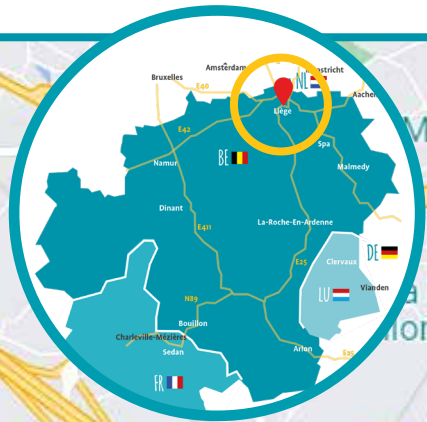 Amsterdam
Bruxelles
E40
NL
Aachen
Liège
E42
Spa
Namur
BE
Malmedy
Dinant
E411
La-Roche-En-Ardenne
DE
Clervaux
E25
Vianden
LU
N89
Bouillon
Charleville-Mézières
Sedan
Arlon
E25
FR